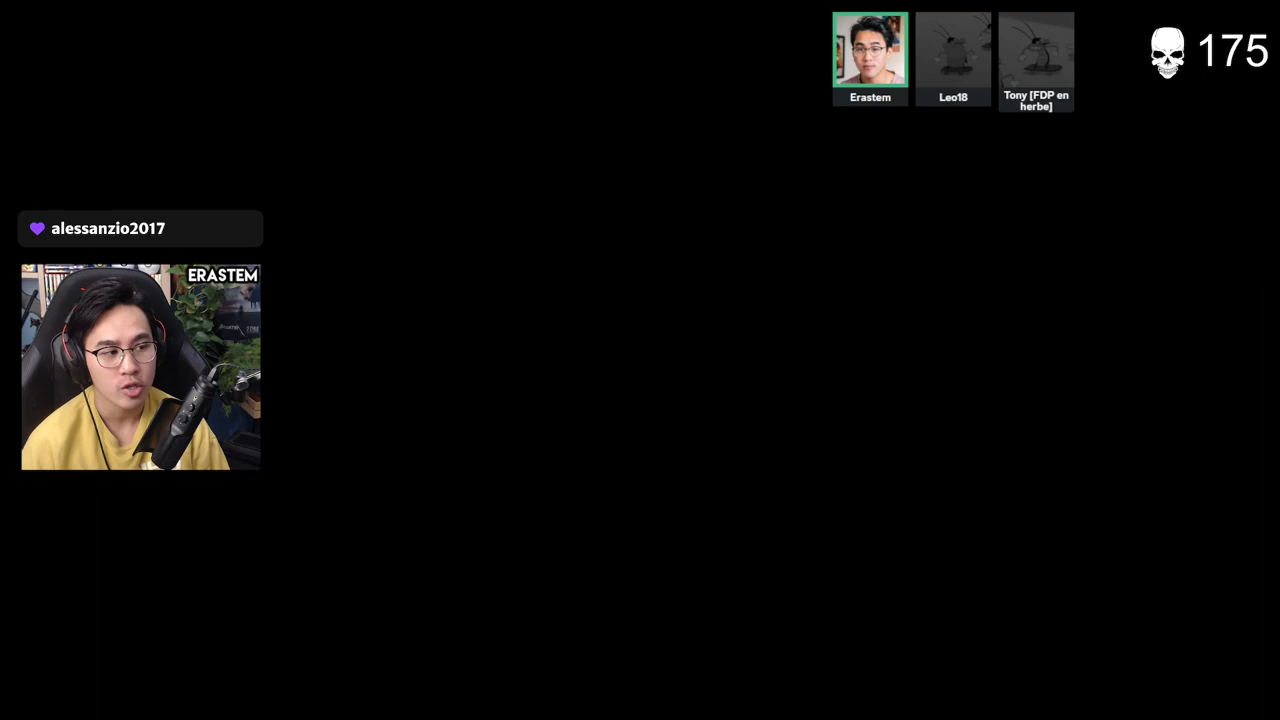 175
Erastem
Leo18
Tony [FDP en
herbe]
alessanzio2017
ERASTEM